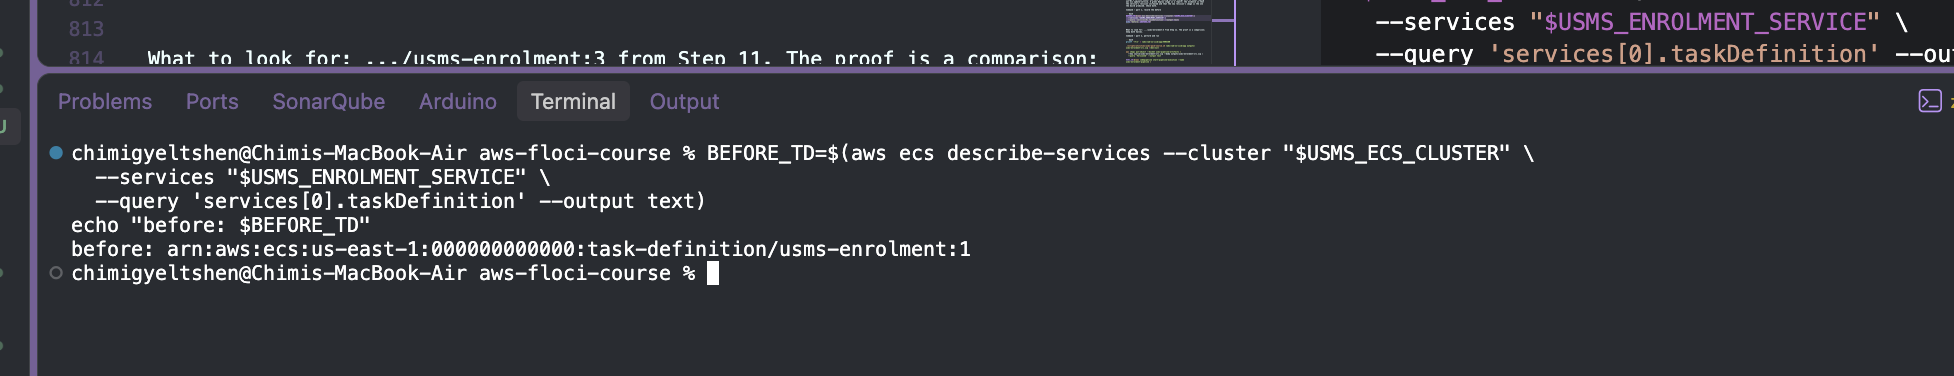 812
813
814 What to look for: .../usms-enrolment:3 from Step 11. The proof is a comparison:
--services "$USMS_ENROLMENT_SERVICE" \
--query 'services[0].taskDefinition' --ou
Problems Ports SonarQube Arduino Terminal Output
chimigyeltshen@Chimis-MacBook-Air aws-floci-course % BEFORE_TD=$(aws ecs describe-services --cluster "$USMS_ECS_CLUSTER" \
--services "$USMS_ENROLMENT_SERVICE" \
--query 'services[0].taskDefinition' --output text)
echo "before: $BEFORE_TD"
before: arn:aws:ecs:us-east-1:000000000000:task-definition/usms-enrolment:1
chimigyeltshen@Chimis-MacBook-Air aws-floci-course %